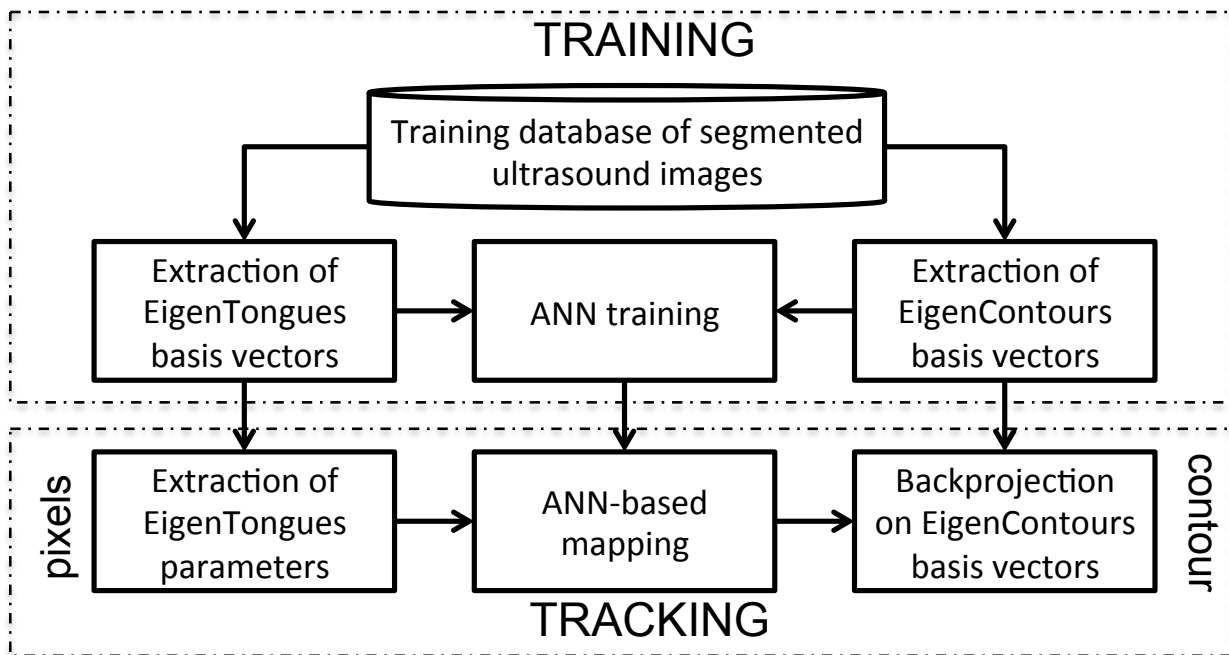 TRAINING
Training database of segmented
ultrasound images
Extraction of
EigenTongues
basis vectors
ANN training
Extraction of
EigenContours
basis vectors
pixels
Extraction of
EigenTongues
parameters
ANN-based
mapping
Backprojection
on EigenContours
basis vectors
contour
TRACKING